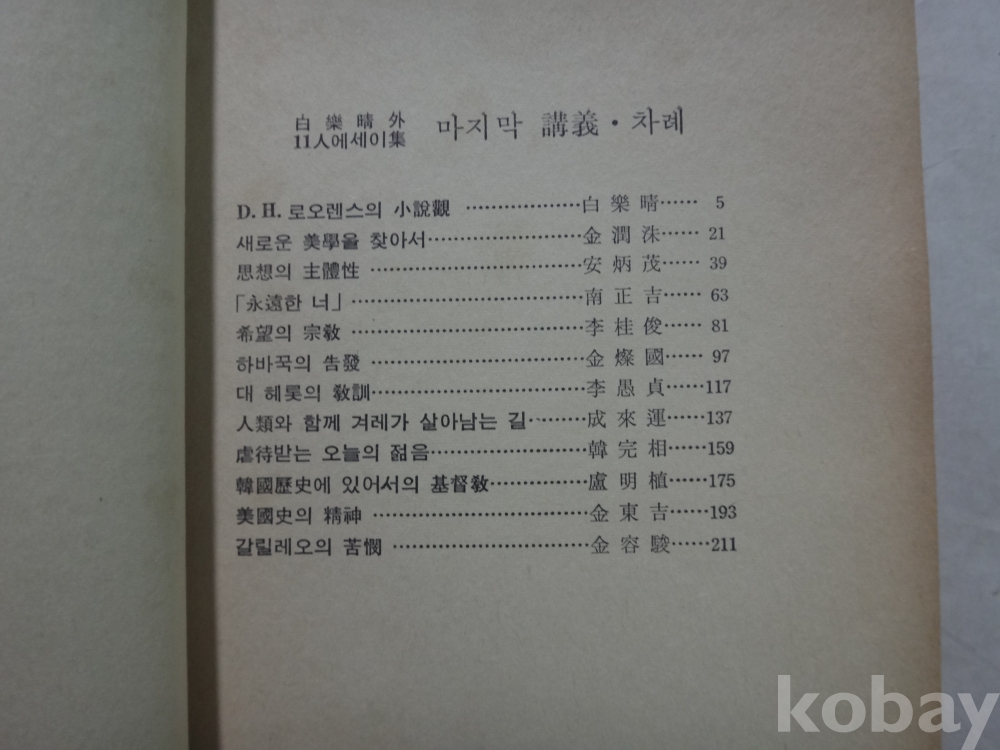 白樂晴外
11人에세이集
마지막 講義·차례
D. H. 로오렌스의 小說觀 ················白樂晴······ 5
새로운 美學을 찾아서······················金潤洙······ 21
思想의 主體性 ······························安炳茂······ 39
「永遠한 너」 ································南正吉······ 63
希望의 宗敎 ································李桂俊······ 81
하바꾹의 告發 ······························金燦國······ 97
대 헤롯의 敎訓······························李愚貞······117
人類와 함께 겨레가 살아남는 길········成來運······137
虐待받는 오늘의 젊음······················韓完相······159
韓國歷史에 있어서의 基督敎··············盧明植······175
美國史의 精神 ······························金東吉······193
갈릴레오의 苦憫 ····························金容駿······211
kobay